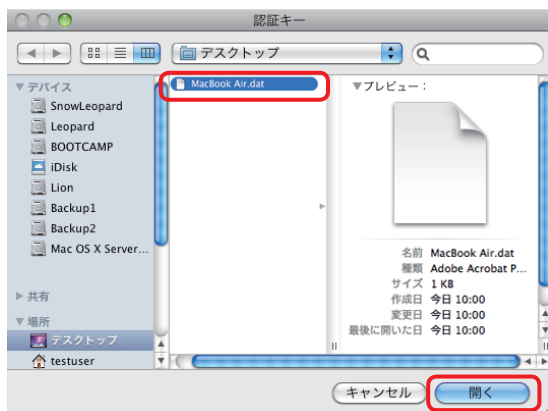 認証キー
デスクトップ
デバイス
SnowLeopard
Leopard
BOOTCAMP
iDisk
Lion
Backup1
Backup2
Mac OS X Server...
共有
場所
デスクトップ
testuser
MacBook Air.dat
プレビュー：
名前 MacBook Air.dat
種類 Adobe Acrobat P...
サイズ 1 KB
作成日 今日 10:00
変更日 今日 10:00
最後に開いた日 今日 10:00
キャンセル
開く